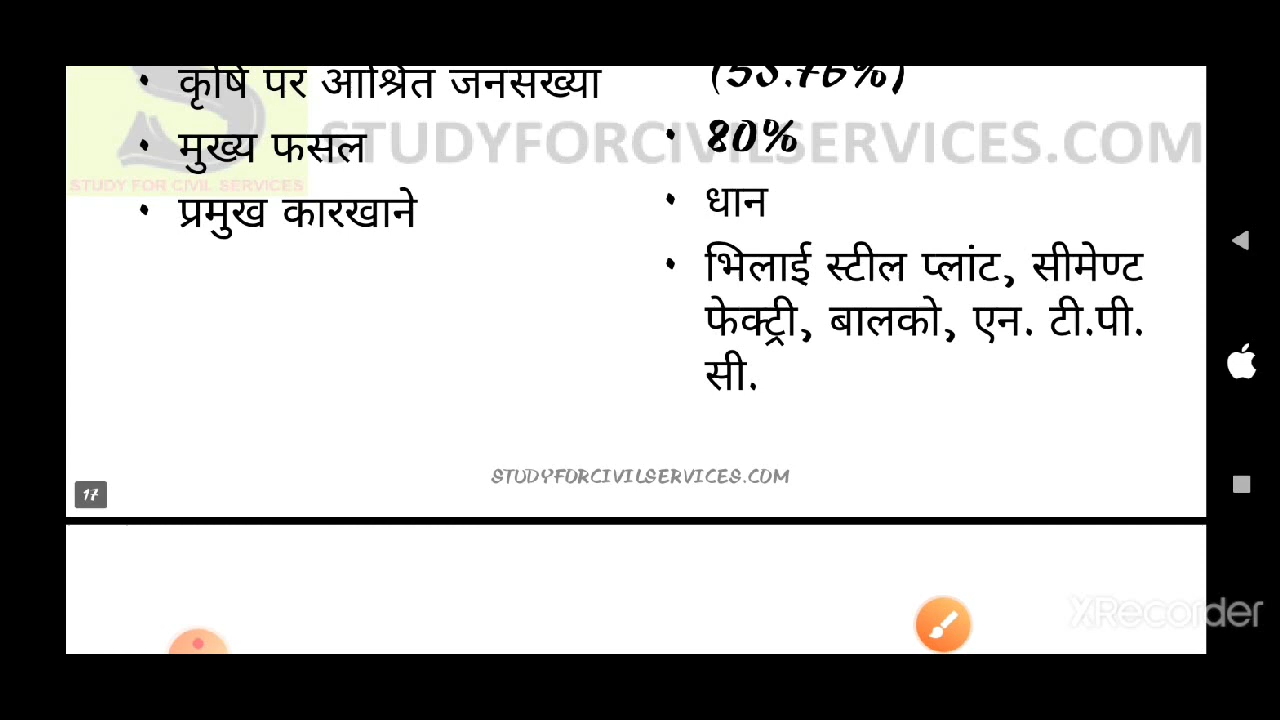 • कृषि पर आश्रित जनसंख्या
• मुख्य फसल
• प्रमुख कारखाने
• 80%
• धान
• भिलाई स्टील प्लांट, सीमेण्ट
फेक्ट्री, बालको, एन. टी.पी.
सी.
STUDYFORCIVILSERVICES.COM
STUDY FOR CIVIL SERVICES
STUDYFORCIVILSERVICES.COM
17
XRecorder